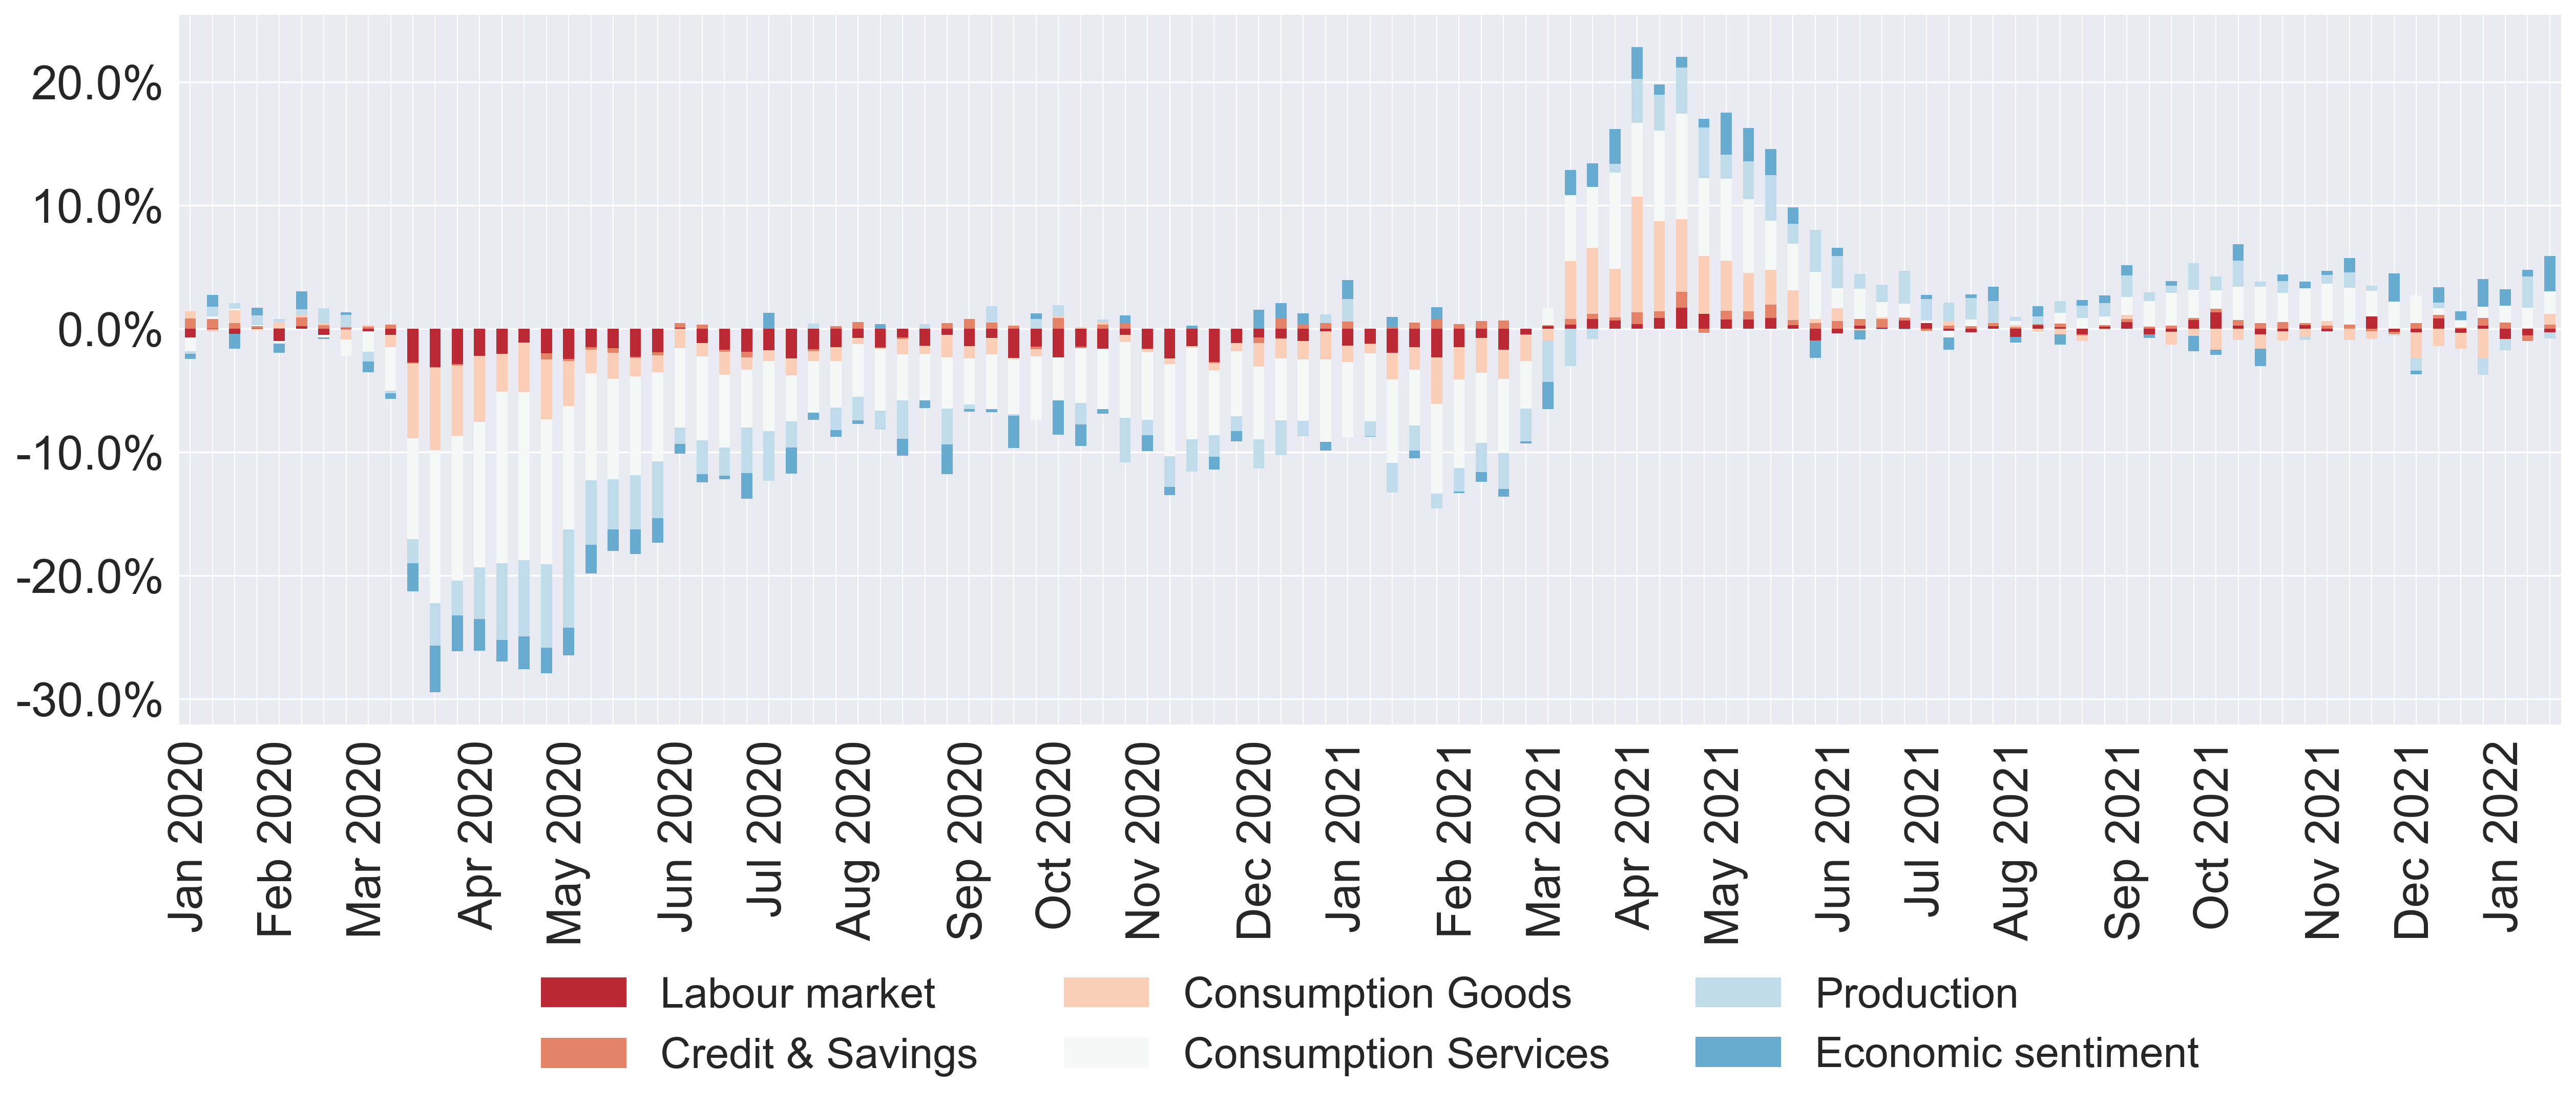 20.0%
10.0%
0.0%
-10.0%
-20.0%
-30.0%
Jan 2020
Feb 2020
Mar 2020
Apr 2020
May 2020
Jun 2020
Jul 2020
Aug 2020
Sep 2020
Oct 2020
Nov 2020
Dec 2020
Jan 2021
Feb 2021
Mar 2021
Apr 2021
May 2021
Jun 2021
Jul 2021
Aug 2021
Sep 2021
Oct 2021
Nov 2021
Dec 2021
Jan 2022
Labour market
Credit & Savings
Consumption Goods
Consumption Services
Production
Economic sentiment